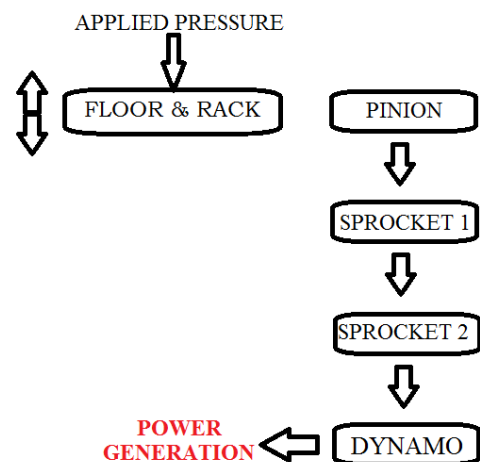 APPLIED PRESSURE
FLOOR & RACK
PINION
SPROCKET 1
SPROCKET 2
DYNAMO
POWER
GENERATION